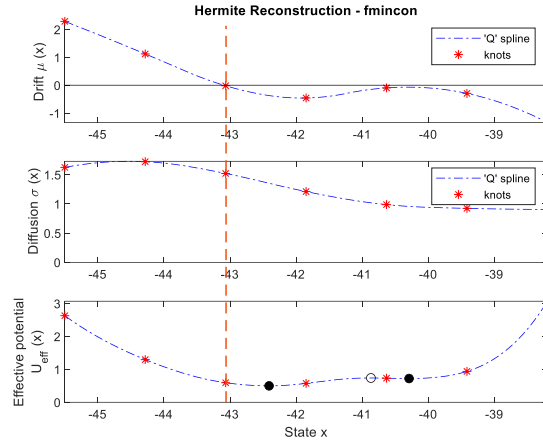 Hermite Reconstruction - fmincon
Drift μ (x)
2
1
0
-1
'Q' spline
knots
-45 -44 -43 -42 -41 -40 -39
Diffusion σ (x)
1.5
1
0.5
0
'Q' spline
knots
-45 -44 -43 -42 -41 -40 -39
Effective potential
U_eff (x)
3
2
1
0
-45 -44 -43 -42 -41 -40 -39
State x